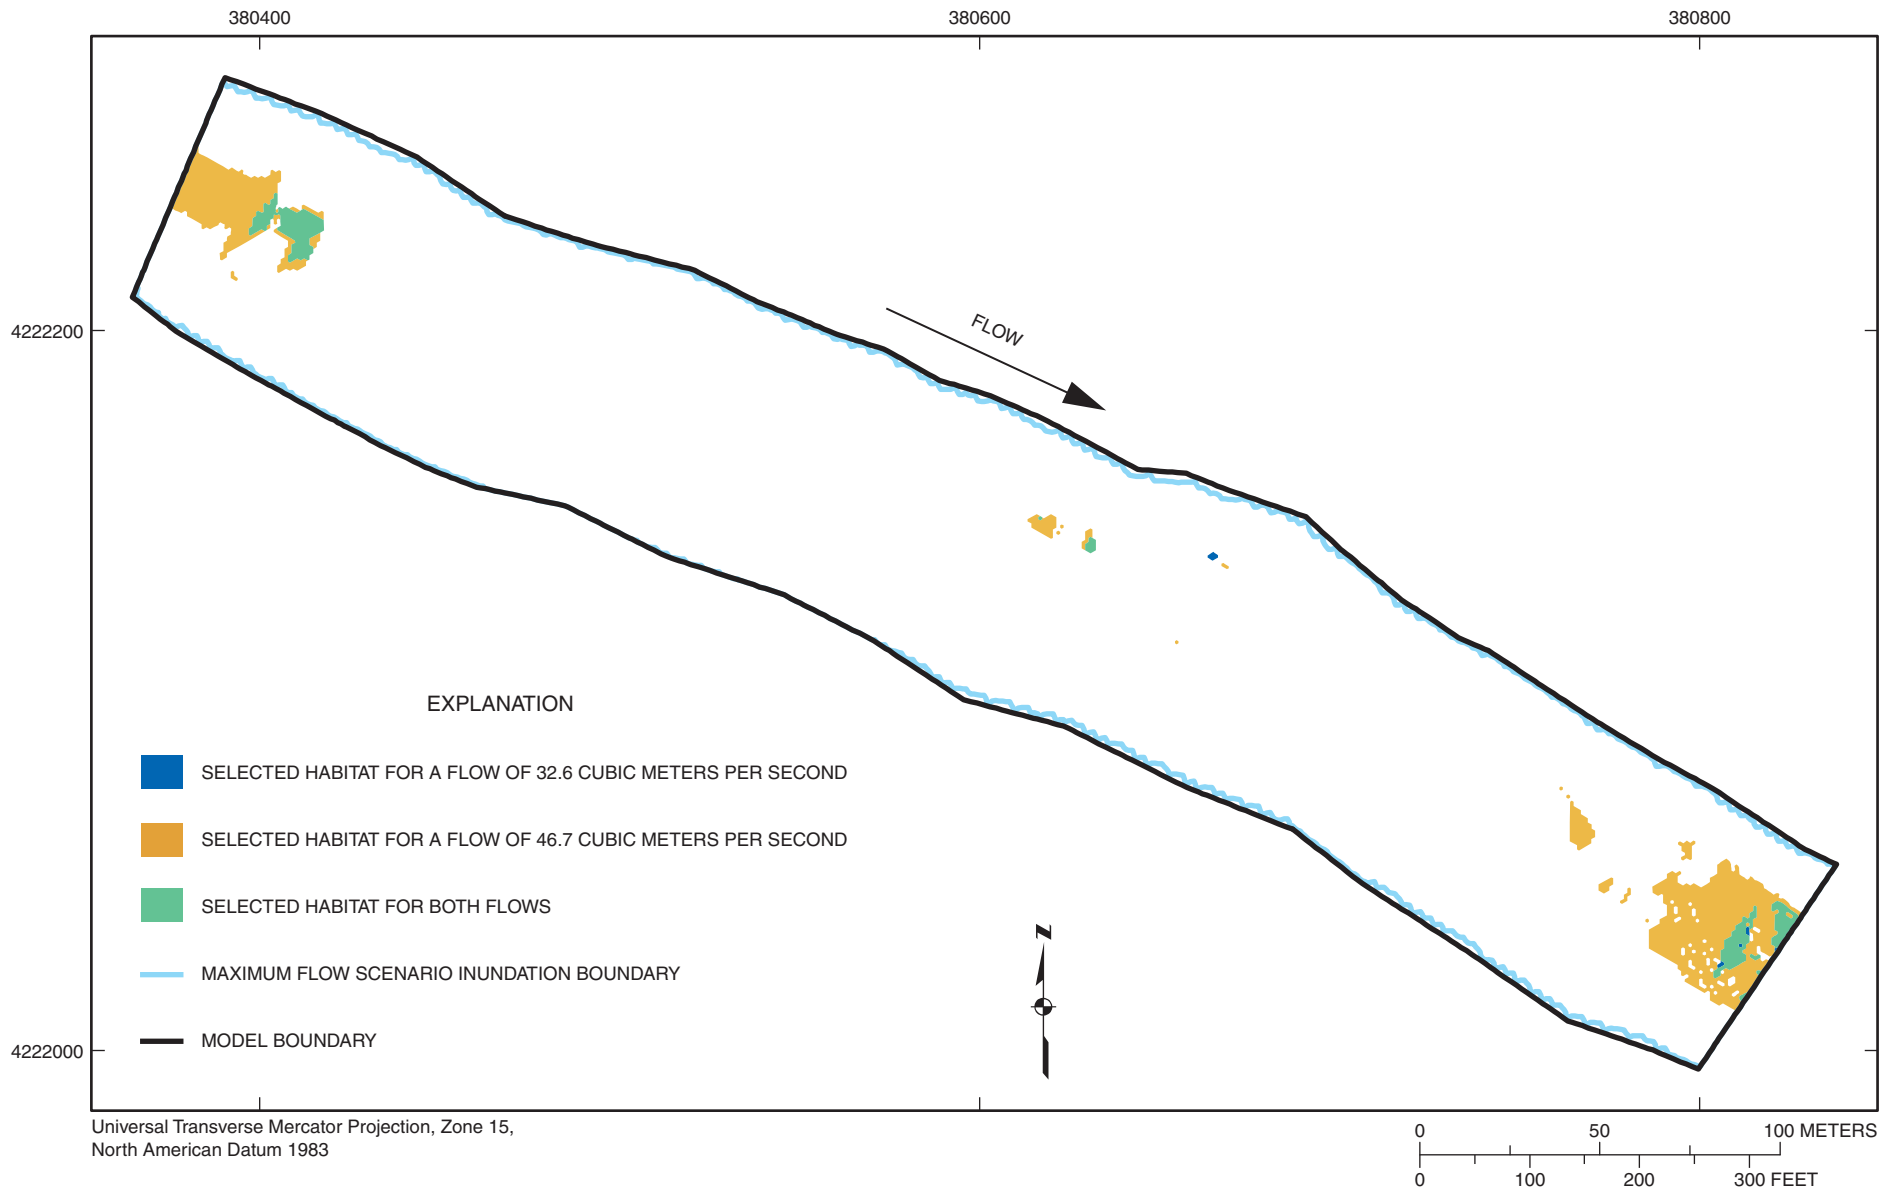 380400 380600 380800
4222200
FLOW
EXPLANATION
SELECTED HABITAT FOR A FLOW OF 32.6 CUBIC METERS PER SECOND
SELECTED HABITAT FOR A FLOW OF 46.7 CUBIC METERS PER SECOND
SELECTED HABITAT FOR BOTH FLOWS
MAXIMUM FLOW SCENARIO INUNDATION BOUNDARY
MODEL BOUNDARY
N
4222000
Universal Transverse Mercator Projection, Zone 15,
North American Datum 1983
0 50 100 METERS
0 100 200 300 FEET